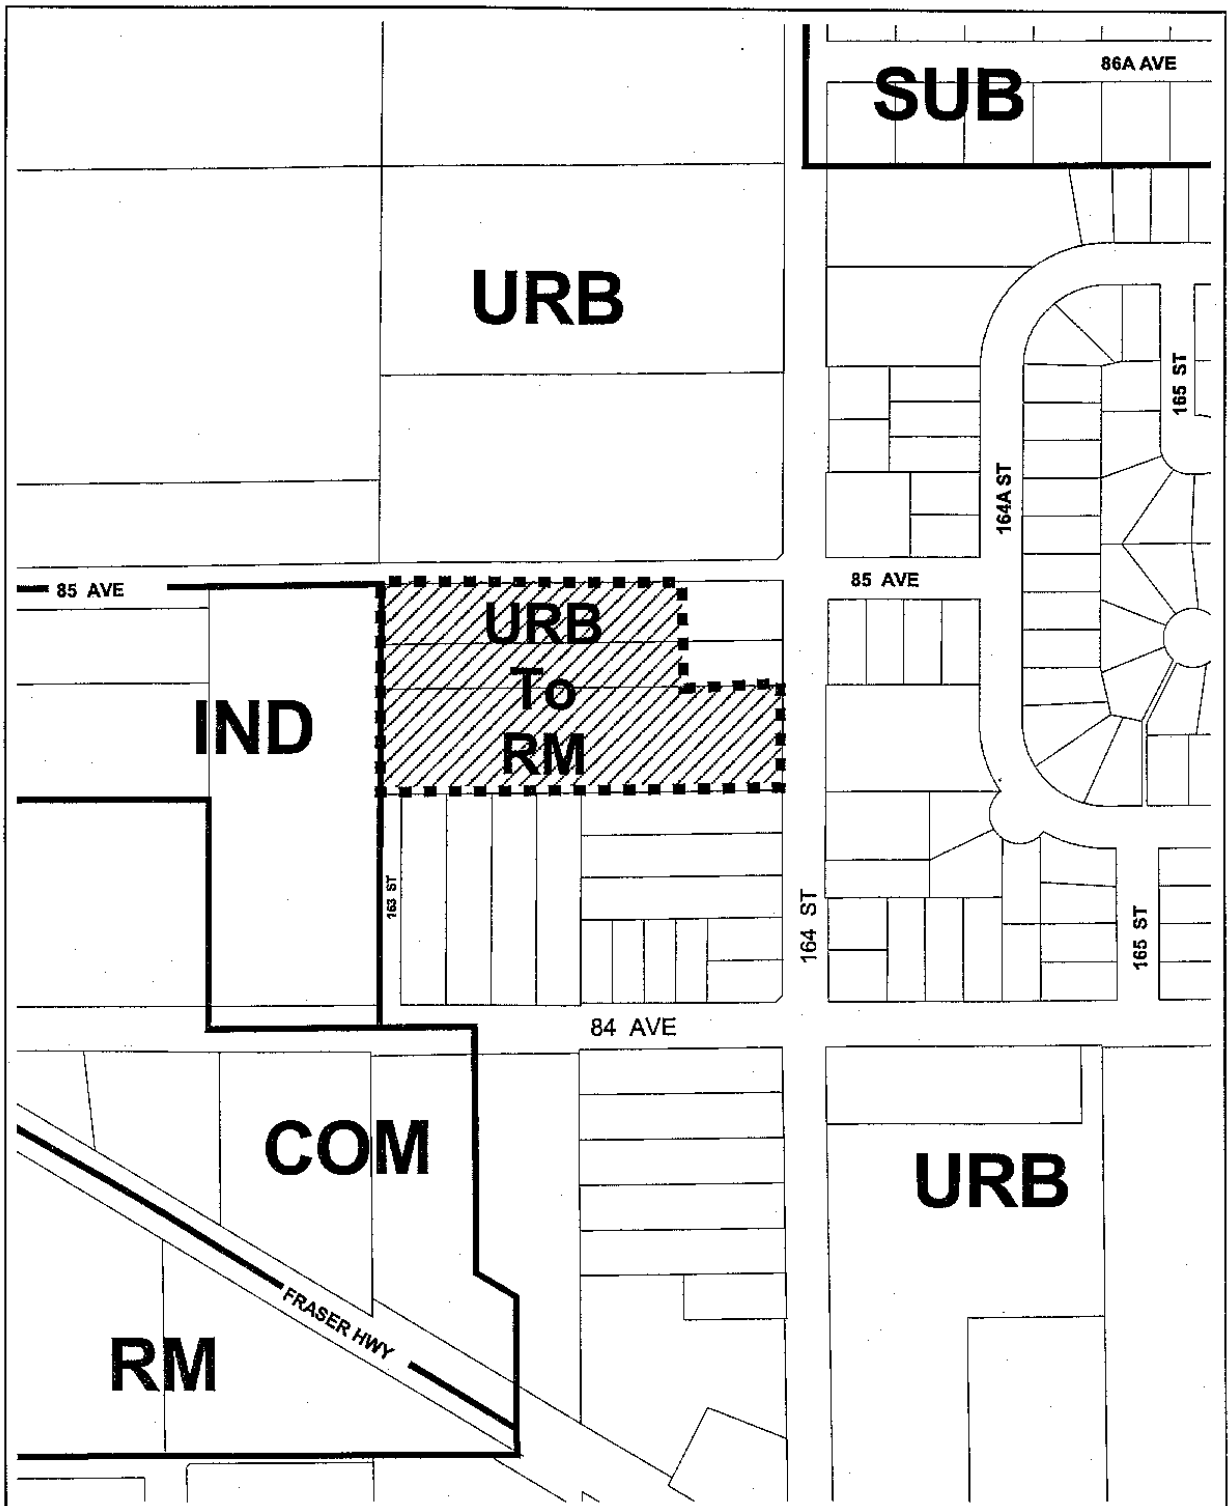 86A AVE
SUB
URB
165 ST
164A ST
85 AVE
85 AVE
URB
To
RM
IND
163 ST
164 ST
165 ST
84 AVE
COM
URB
FRASER HWY
RM